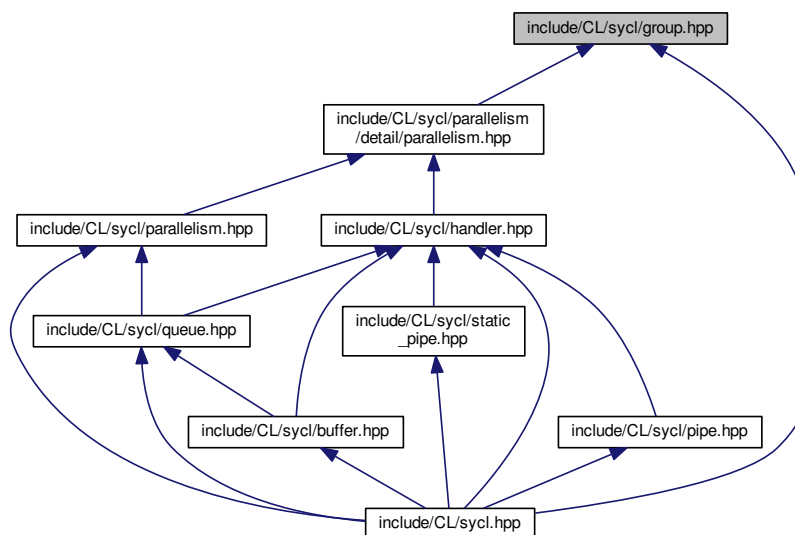 include/CL/sycl/group.hpp
include/CL/sycl/parallelism
/detail/parallelism.hpp
include/CL/sycl/parallelism.hpp
include/CL/sycl/handler.hpp
include/CL/sycl/queue.hpp
include/CL/sycl/static
_pipe.hpp
include/CL/sycl/buffer.hpp
include/CL/sycl/pipe.hpp
include/CL/sycl.hpp